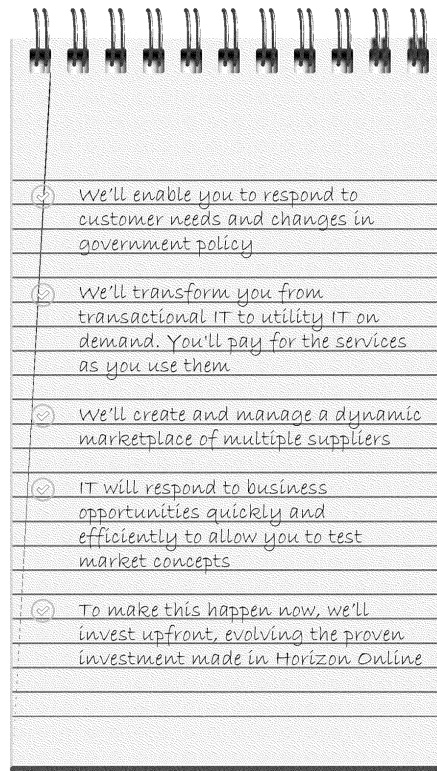 We'll enable you to respond to
customer needs and changes in
government policy
We'll transform you from
transactional IT to utility IT on
demand. You'll pay for the services
as you use them
We'll create and manage a dynamic
marketplace of multiple suppliers
IT will respond to business
opportunities quickly and
efficiently to allow you to test
market concepts
To make this happen now, we'll
invest upfront, evolving the proven
investment made in Horizon Online